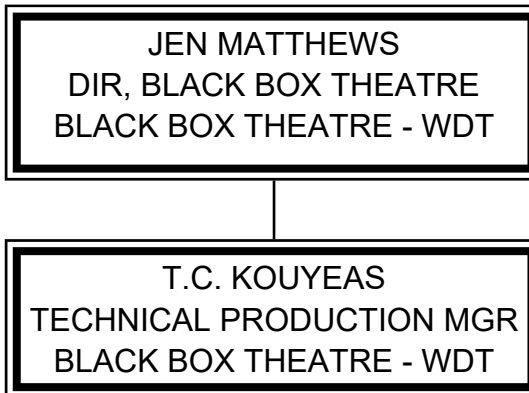 JEN MATTHEWS
DIR, BLACK BOX THEATRE
BLACK BOX THEATRE - WDT
T.C. KOUYEAS
TECHNICAL PRODUCTION MGR
BLACK BOX THEATRE - WDT